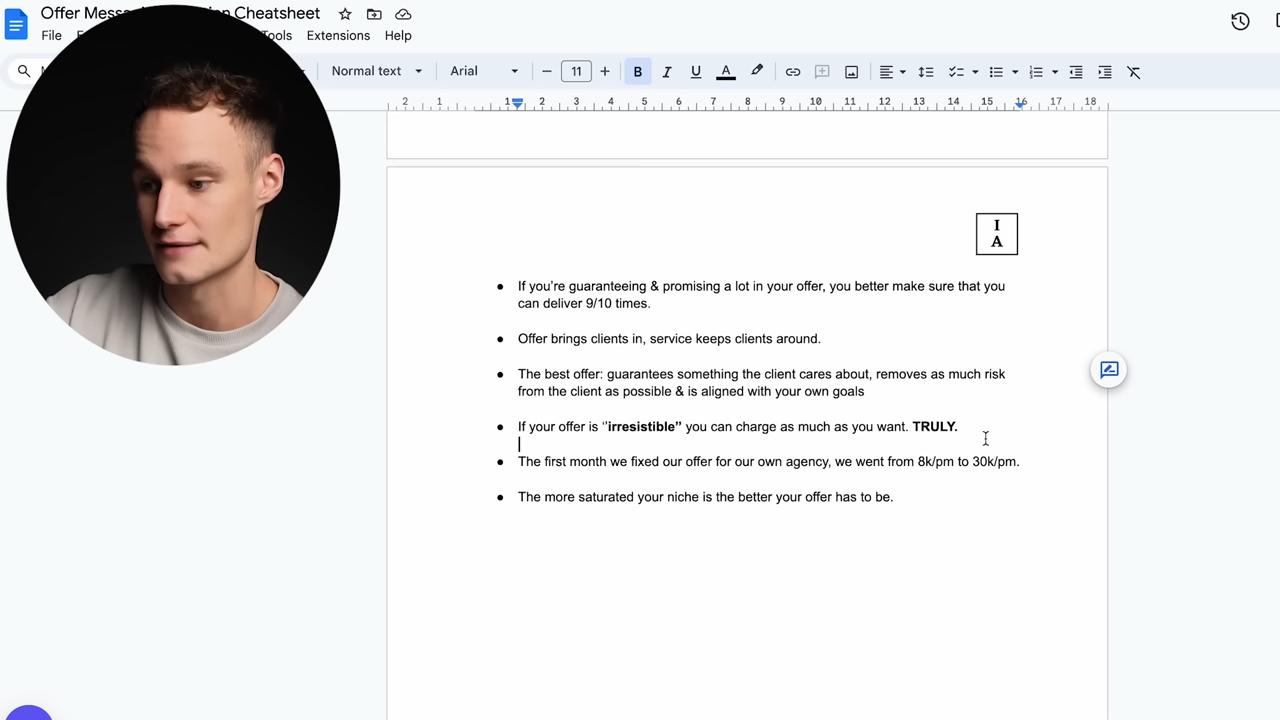 Offer Mess Cheatsheet
File Tools Extensions Help
Normal text Arial 11 B I U A
2 1 1 2 3 4 5 6 7 8 9 10 11 12 13 14 15 16 17 18
I
A
● If you’re guaranteeing & promising a lot in your offer, you better make sure that you
can deliver 9/10 times.
● Offer brings clients in, service keeps clients around.
● The best offer: guarantees something the client cares about, removes as much risk
from the client as possible & is aligned with your own goals
● If your offer is ‘’irresistible” you can charge as much as you want. TRULY.
● The first month we fixed our offer for our own agency, we went from 8k/pm to 30k/pm.
● The more saturated your niche is the better your offer has to be.